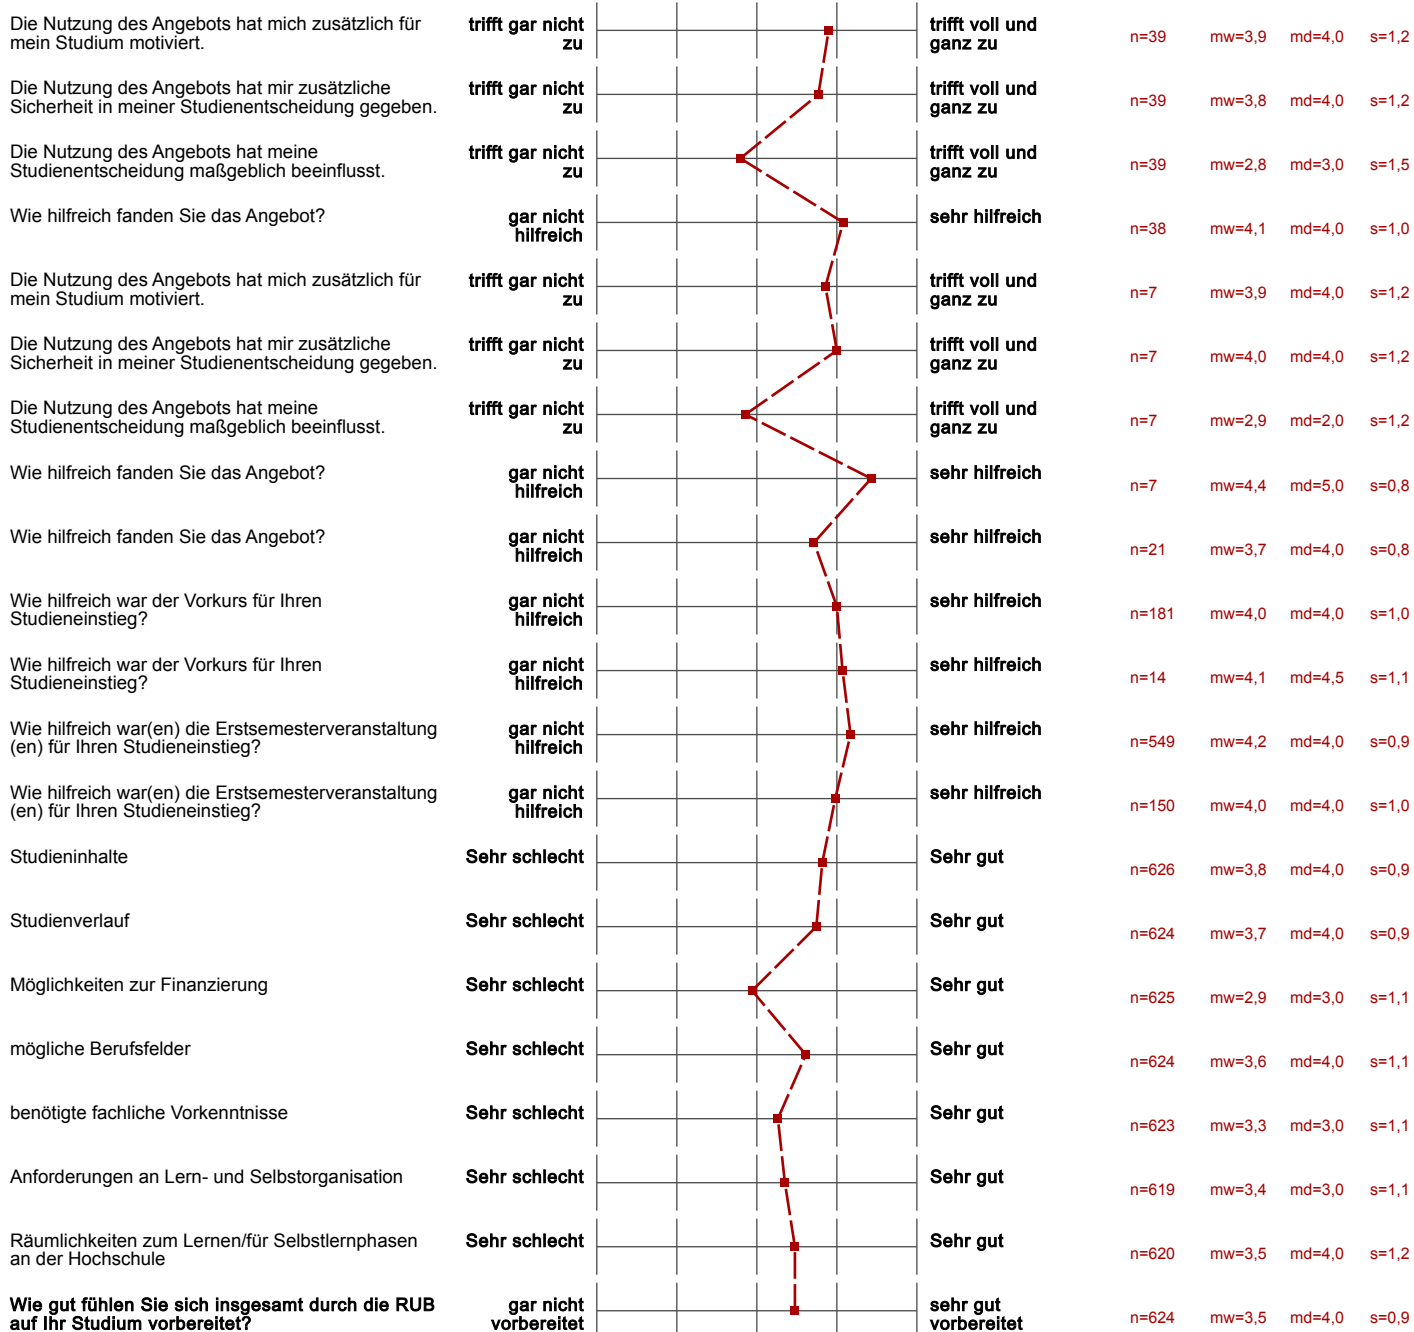 Die Nutzung des Angebots hat mich zusätzlich für
mein Studium motiviert.
trifft gar nicht
zu
trifft voll und
ganz zu
n=39 mw=3,9 md=4,0 s=1,2
Die Nutzung des Angebots hat mir zusätzliche
Sicherheit in meiner Studienentscheidung gegeben.
trifft gar nicht
zu
trifft voll und
ganz zu
n=39 mw=3,8 md=4,0 s=1,2
Die Nutzung des Angebots hat meine
Studienentscheidung maßgeblich beeinflusst.
trifft gar nicht
zu
trifft voll und
ganz zu
n=39 mw=2,8 md=3,0 s=1,5
Wie hilfreich fanden Sie das Angebot?
gar nicht
hilfreich
sehr hilfreich
n=38 mw=4,1 md=4,0 s=1,0
Die Nutzung des Angebots hat mich zusätzlich für
mein Studium motiviert.
trifft gar nicht
zu
trifft voll und
ganz zu
n=7 mw=3,9 md=4,0 s=1,2
Die Nutzung des Angebots hat mir zusätzliche
Sicherheit in meiner Studienentscheidung gegeben.
trifft gar nicht
zu
trifft voll und
ganz zu
n=7 mw=4,0 md=4,0 s=1,2
Die Nutzung des Angebots hat meine
Studienentscheidung maßgeblich beeinflusst.
trifft gar nicht
zu
trifft voll und
ganz zu
n=7 mw=2,9 md=2,0 s=1,2
Wie hilfreich fanden Sie das Angebot?
gar nicht
hilfreich
sehr hilfreich
n=7 mw=4,4 md=5,0 s=0,8
Wie hilfreich fanden Sie das Angebot?
gar nicht
hilfreich
sehr hilfreich
n=21 mw=3,7 md=4,0 s=0,8
Wie hilfreich war der Vorkurs für Ihren
Studieneinstieg?
gar nicht
hilfreich
sehr hilfreich
n=181 mw=4,0 md=4,0 s=1,0
Wie hilfreich war der Vorkurs für Ihren
Studieneinstieg?
gar nicht
hilfreich
sehr hilfreich
n=14 mw=4,1 md=4,5 s=1,1
Wie hilfreich war(en) die Erstsemesterveranstaltung
(en) für Ihren Studieneinstieg?
gar nicht
hilfreich
sehr hilfreich
n=549 mw=4,2 md=4,0 s=0,9
Wie hilfreich war(en) die Erstsemesterveranstaltung
(en) für Ihren Studieneinstieg?
gar nicht
hilfreich
sehr hilfreich
n=150 mw=4,0 md=4,0 s=1,0
Studieninhalte
Sehr schlecht
Sehr gut
n=626 mw=3,8 md=4,0 s=0,9
Studienverlauf
Sehr schlecht
Sehr gut
n=624 mw=3,7 md=4,0 s=0,9
Möglichkeiten zur Finanzierung
Sehr schlecht
Sehr gut
n=625 mw=2,9 md=3,0 s=1,1
mögliche Berufsfelder
Sehr schlecht
Sehr gut
n=624 mw=3,6 md=4,0 s=1,1
benötigte fachliche Vorkenntnisse
Sehr schlecht
Sehr gut
n=623 mw=3,3 md=3,0 s=1,1
Anforderungen an Lern- und Selbstorganisation
Sehr schlecht
Sehr gut
n=619 mw=3,4 md=3,0 s=1,1
Räumlichkeiten zum Lernen/für Selbstlernphasen
an der Hochschule
Sehr schlecht
Sehr gut
n=620 mw=3,5 md=4,0 s=1,2
Wie gut fühlen Sie sich insgesamt durch die RUB
auf Ihr Studium vorbereitet?
gar nicht
vorbereitet
sehr gut
vorbereitet
n=624 mw=3,5 md=4,0 s=0,9